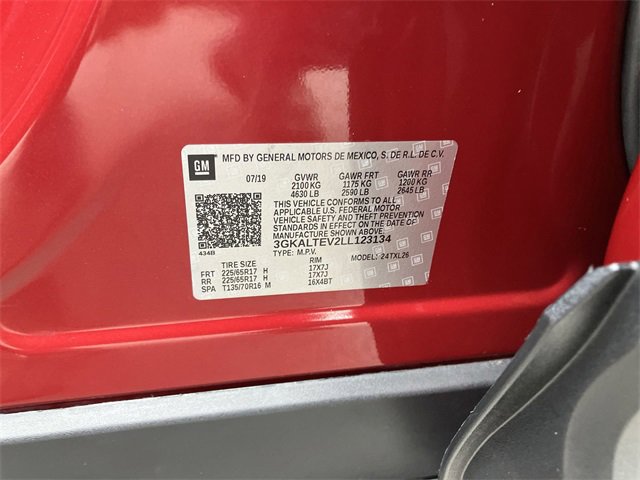 GM MFD BY GENERAL MOTORS DE MEXICO, S. DE R.L. DE C.V.
07/19 GVWR GAWR FRT GAWR RR
2100 KG 1175 KG 1200 KG
4630 LB 2590 LB 2645 LB
THIS VEHICLE CONFORMS TO ALL
APPLICABLE U.S. FEDERAL MOTOR
VEHICLE SAFETY AND THEFT PREVENTION
STANDARDS IN EFFECT ON THE DATE OF
MANUFACTURE SHOWN ABOVE.
3GKALTEV2LL123134
434B TYPE: M.P.V. MODEL: 24TXL26
TIRE SIZE RIM
FRT 225/65R17 H 17X7J
RR 225/65R17 H 17X7J
SPA T135/70R16 M 16X4BT